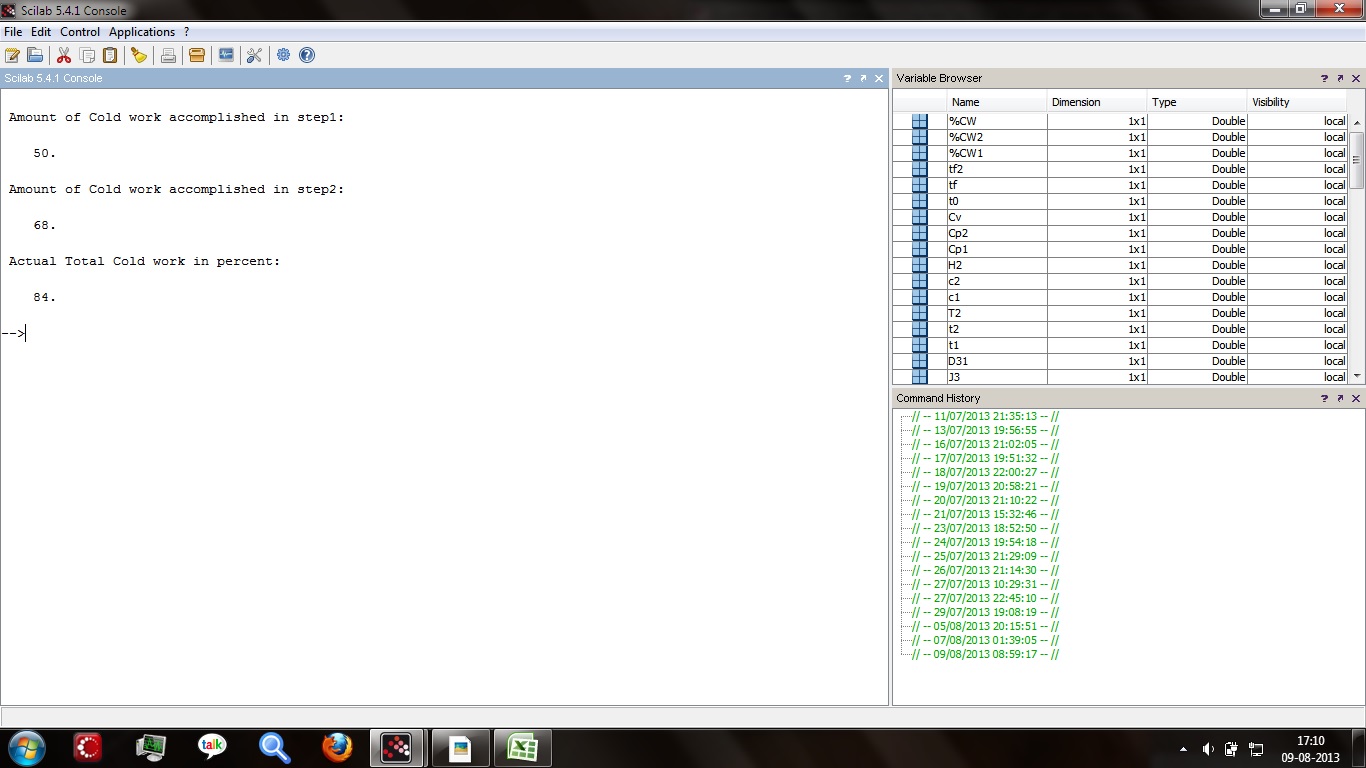 Scilab 5.4.1 Console
File Edit Control Applications ?
Scilab 5.4.1 Console ? ↗ ×
Amount of Cold work accomplished in step1:
50.
Amount of Cold work accomplished in step2:
68.
Actual Total Cold work in percent:
84.
-->
Variable Browser ? ↗ ×
Name Dimension Type Visibility
%CW 1x1 Double local
%CW2 1x1 Double local
%CW1 1x1 Double local
tf2 1x1 Double local
tf 1x1 Double local
t0 1x1 Double local
Cv 1x1 Double local
Cp2 1x1 Double local
Cp1 1x1 Double local
H2 1x1 Double local
c2 1x1 Double local
c1 1x1 Double local
T2 1x1 Double local
t2 1x1 Double local
t1 1x1 Double local
D31 1x1 Double local
J3 1x1 Double local
Command History ? ↗ ×
// -- 11/07/2013 21:35:13 -- //
// -- 13/07/2013 19:56:55 -- //
// -- 16/07/2013 21:02:05 -- //
// -- 17/07/2013 19:51:32 -- //
// -- 18/07/2013 22:00:27 -- //
// -- 19/07/2013 20:58:21 -- //
// -- 20/07/2013 21:10:22 -- //
// -- 21/07/2013 15:32:46 -- //
// -- 23/07/2013 18:52:50 -- //
// -- 24/07/2013 19:54:18 -- //
// -- 25/07/2013 21:29:09 -- //
// -- 26/07/2013 21:14:30 -- //
// -- 27/07/2013 10:29:31 -- //
// -- 27/07/2013 22:45:10 -- //
// -- 29/07/2013 19:08:19 -- //
// -- 05/08/2013 20:15:51 -- //
// -- 07/08/2013 01:39:05 -- //
// -- 09/08/2013 08:59:17 -- //
talk
17:10
09-08-2013